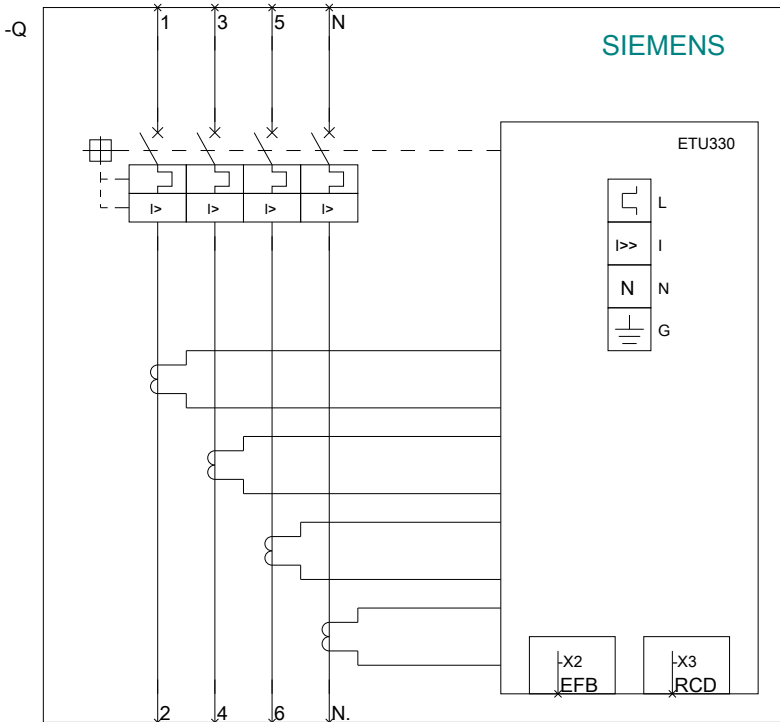 1 3 5 N
-Q
SIEMENS
ETU330
L
I> I> I> I>
I>> I
N N
G
-X2 -X3
EFB RCD
2 4 6 N.